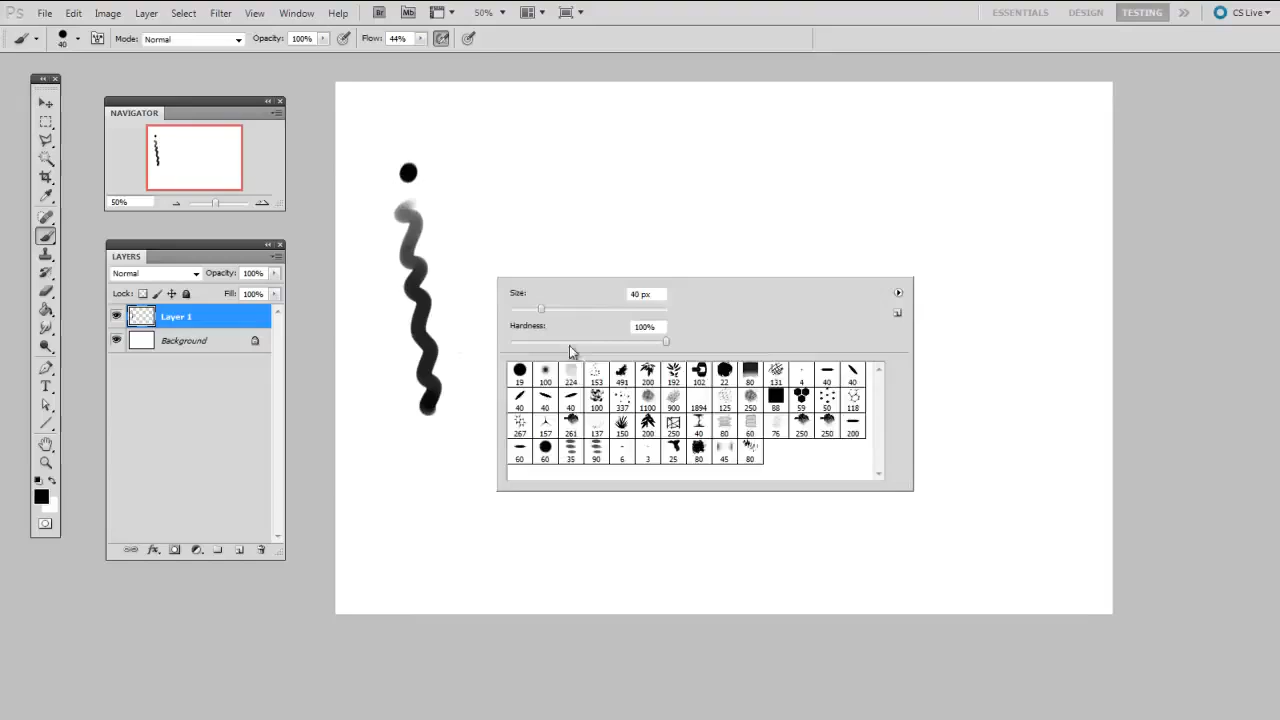 Ps File Edit Image Layer Select Filter View Window Help Br Mb 50% ESSENTIALS DESIGN TESTING CS Live
40 Mode: Normal Opacity: 100% Flow: 44%
NAVIGATOR
50%
LAYERS
Normal Opacity: 100%
Lock: Fill: 100%
Layer 1
Background
fx
T
Size: 40 px
Hardness: 100%
19 100 224 153 491 200 192 102 22 80 131 4 40 40
40 40 40 100 337 1100 900 1894 125 250 88 59 50 118
267 157 261 137 150 200 250 40 80 60 76 250 250 200
60 60 35 90 6 3 25 80 45 80